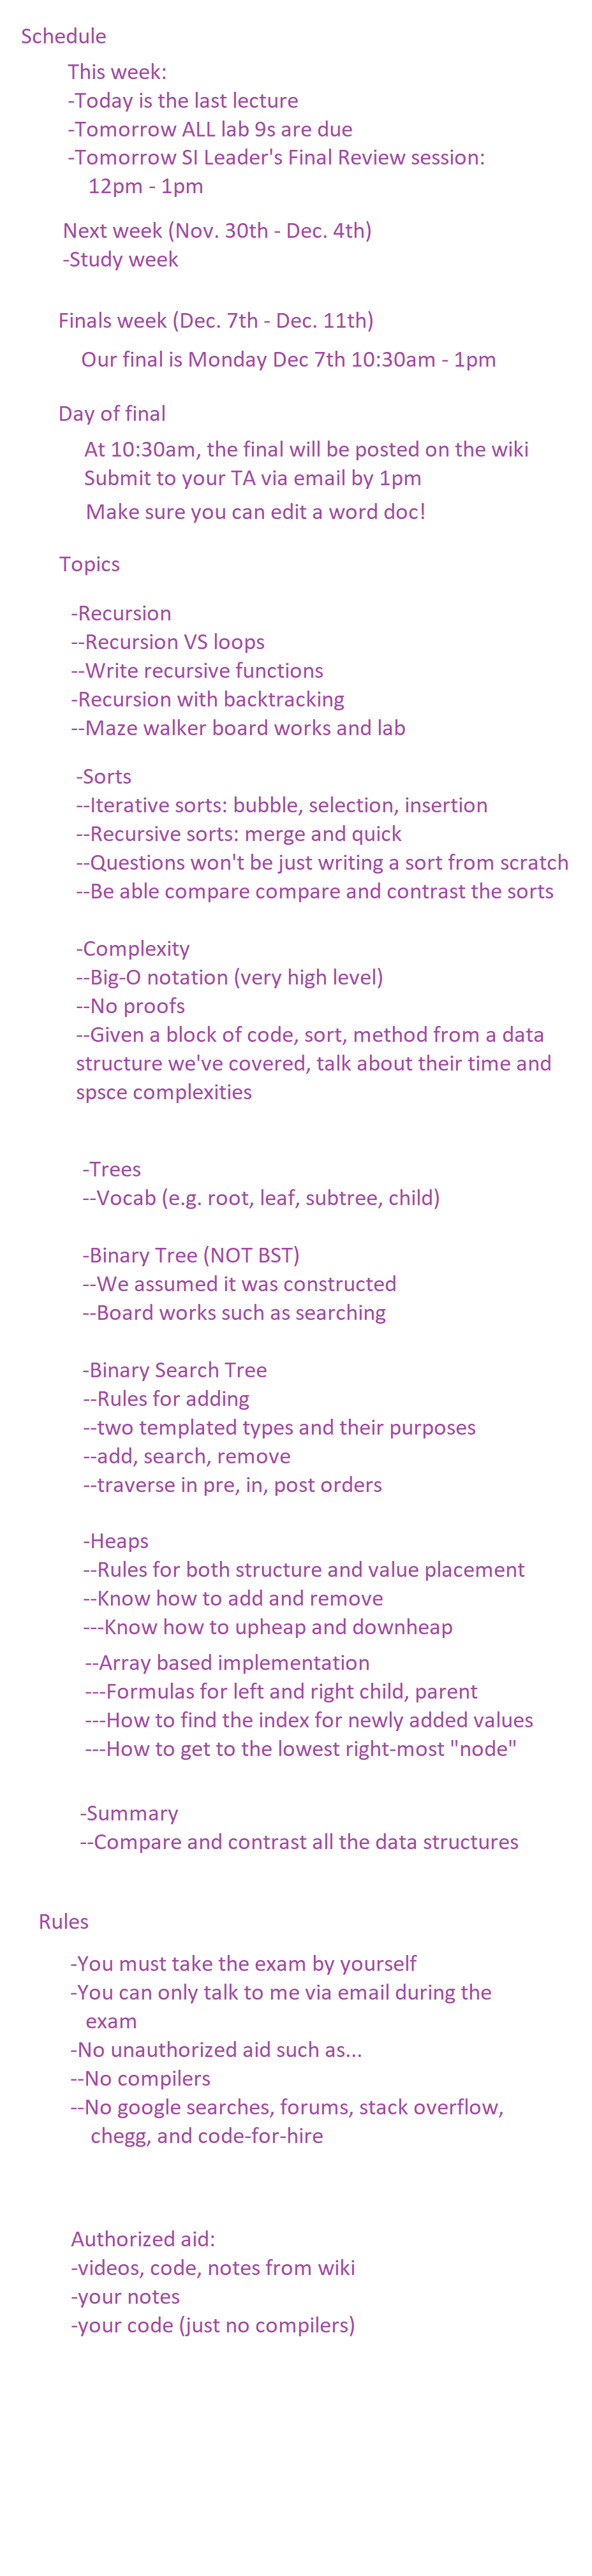 Schedule
This week:
-Today is the last lecture
-Tomorrow ALL lab 9s are due
-Tomorrow SI Leader's Final Review session:
12pm - 1pm
Next week (Nov. 30th - Dec. 4th)
-Study week
Finals week (Dec. 7th - Dec. 11th)
Our final is Monday Dec 7th 10:30am - 1pm
Day of final
At 10:30am, the final will be posted on the wiki
Submit to your TA via email by 1pm
Make sure you can edit a word doc!
Topics
-Recursion
--Recursion VS loops
--Write recursive functions
-Recursion with backtracking
--Maze walker board works and lab
-Sorts
--Iterative sorts: bubble, selection, insertion
--Recursive sorts: merge and quick
--Questions won't be just writing a sort from scratch
--Be able compare compare and contrast the sorts
-Complexity
--Big-O notation (very high level)
--No proofs
--Given a block of code, sort, method from a data
structure we've covered, talk about their time and
spsce complexities
-Trees
--Vocab (e.g. root, leaf, subtree, child)
-Binary Tree (NOT BST)
--We assumed it was constructed
--Board works such as searching
-Binary Search Tree
--Rules for adding
--two templated types and their purposes
--add, search, remove
--traverse in pre, in, post orders
-Heaps
--Rules for both structure and value placement
--Know how to add and remove
---Know how to upheap and downheap
--Array based implementation
---Formulas for left and right child, parent
---How to find the index for newly added values
---How to get to the lowest right-most "node"
-Summary
--Compare and contrast all the data structures
Rules
-You must take the exam by yourself
-You can only talk to me via email during the
exam
-No unauthorized aid such as...
--No compilers
--No google searches, forums, stack overflow,
chegg, and code-for-hire
Authorized aid:
-videos, code, notes from wiki
-your notes
-your code (just no compilers)